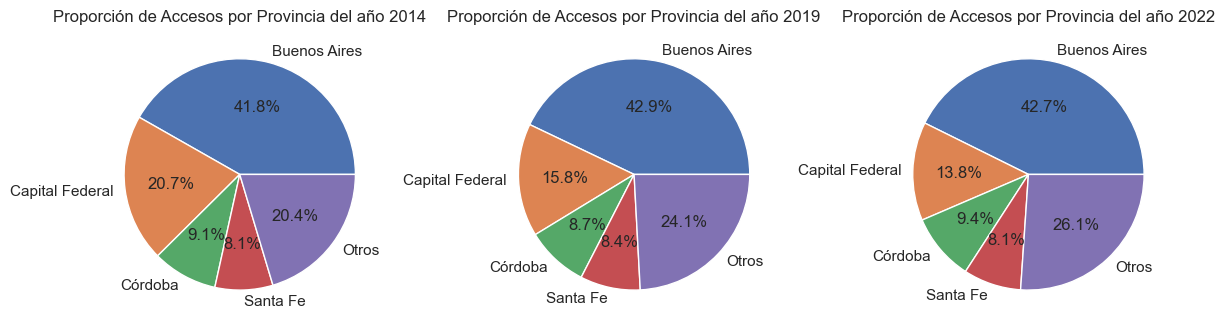 Proporción de Accesos por Provincia del año 2014
Buenos Aires
41.8%
Capital Federal
20.7%
9.1%
Córdoba
8.1%
Santa Fe
20.4%
Otros
Proporción de Accesos por Provincia del año 2019
Buenos Aires
42.9%
Capital Federal
15.8%
8.7%
Córdoba
8.4%
Santa Fe
24.1%
Otros
Proporción de Accesos por Provincia del año 2022
Buenos Aires
42.7%
Capital Federal
13.8%
9.4%
Córdoba
8.1%
Santa Fe
26.1%
Otros